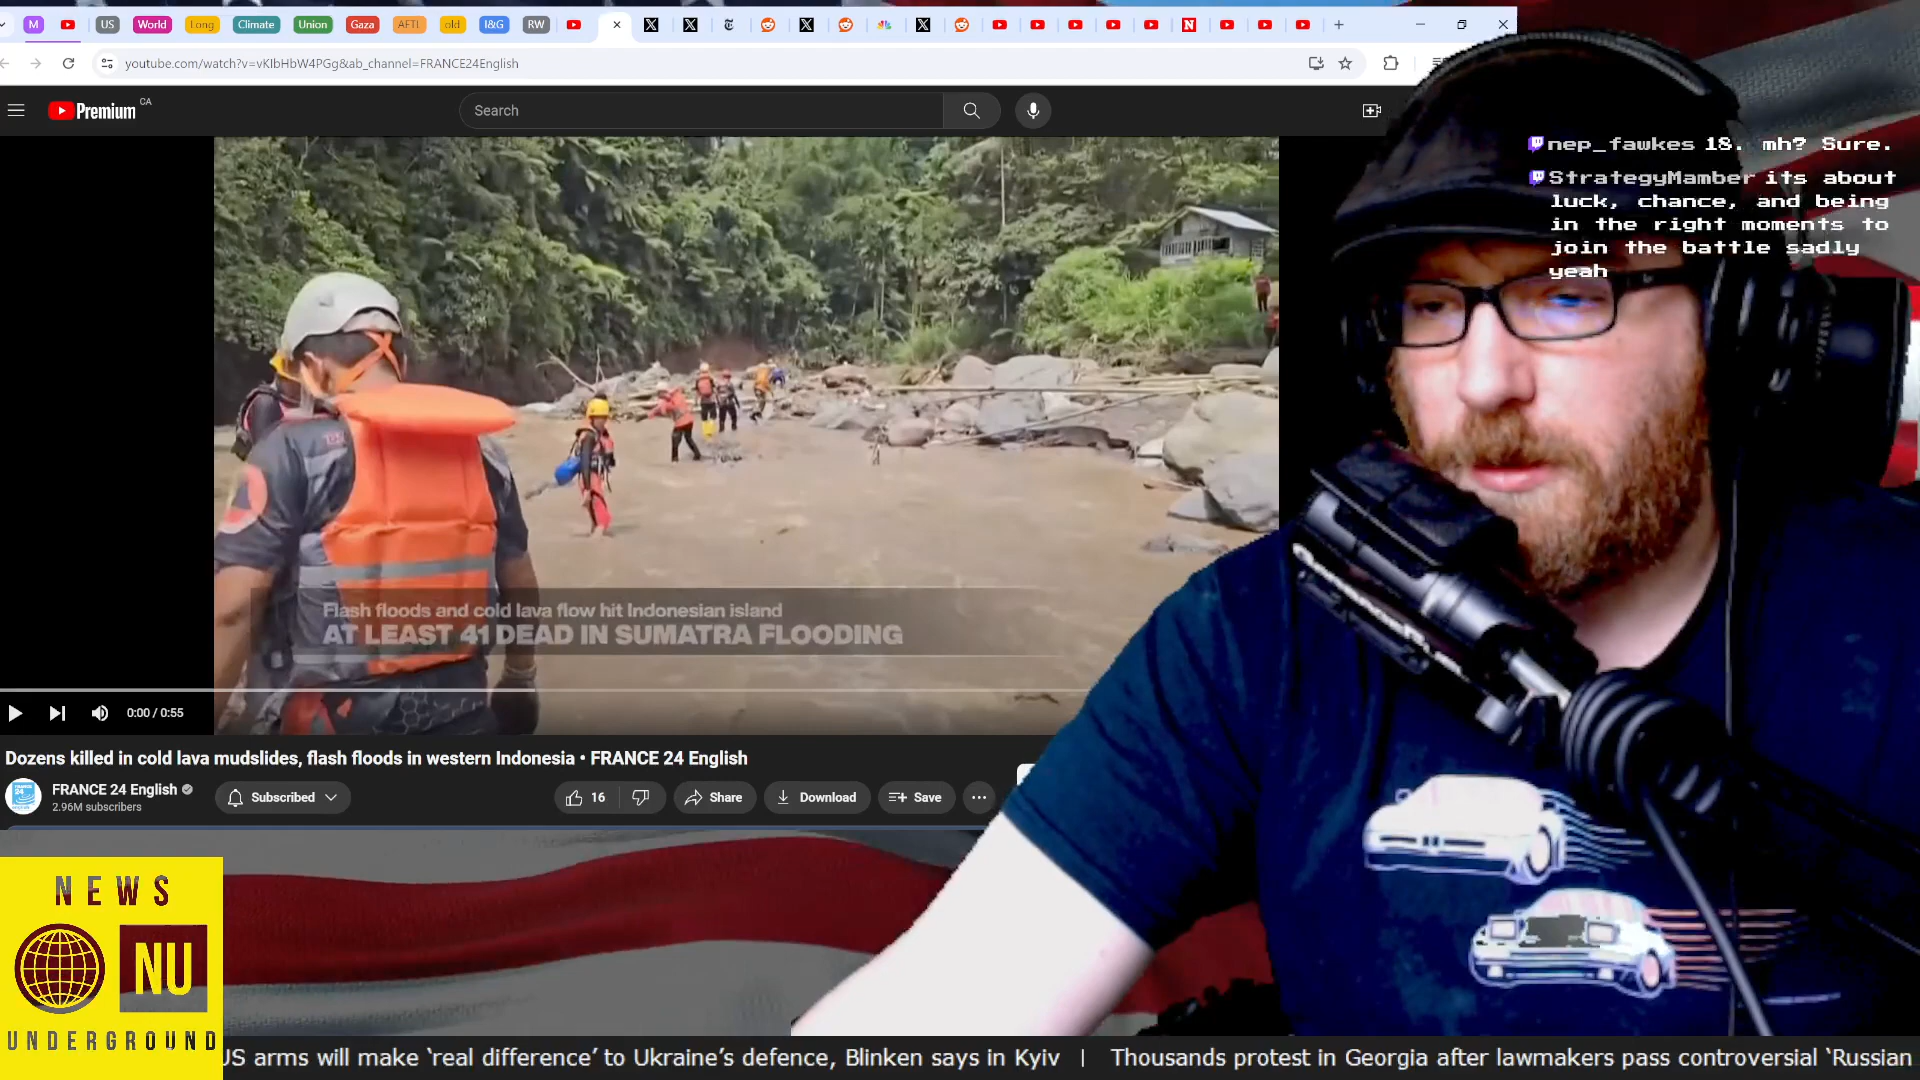 M
US
World
Long
Climate
Union
Gaza
AFTL
old
I&G
RW
youtube.com/watch?v=vKIbHbW4PGg&ab_channel=FRANCE24English
Premium
CA
Search
nep_fawkes 18. mh? Sure.
StrategyMamber its about
luck, chance, and being
in the right moments to
join the battle sadly
yeah
Flash floods and cold lava flow hit Indonesian island
AT LEAST 41 DEAD IN SUMATRA FLOODING
0:00 / 0:55
Dozens killed in cold lava mudslides, flash floods in western Indonesia • FRANCE 24 English
FRANCE 24 English
2.96M subscribers
Subscribed
16
Share
Download
Save
NEWS
NU
UNDERGROUND
US arms will make ‘real difference’ to Ukraine’s defence, Blinken says in Kyiv | Thousands protest in Georgia after lawmakers pass controversial ‘Russian